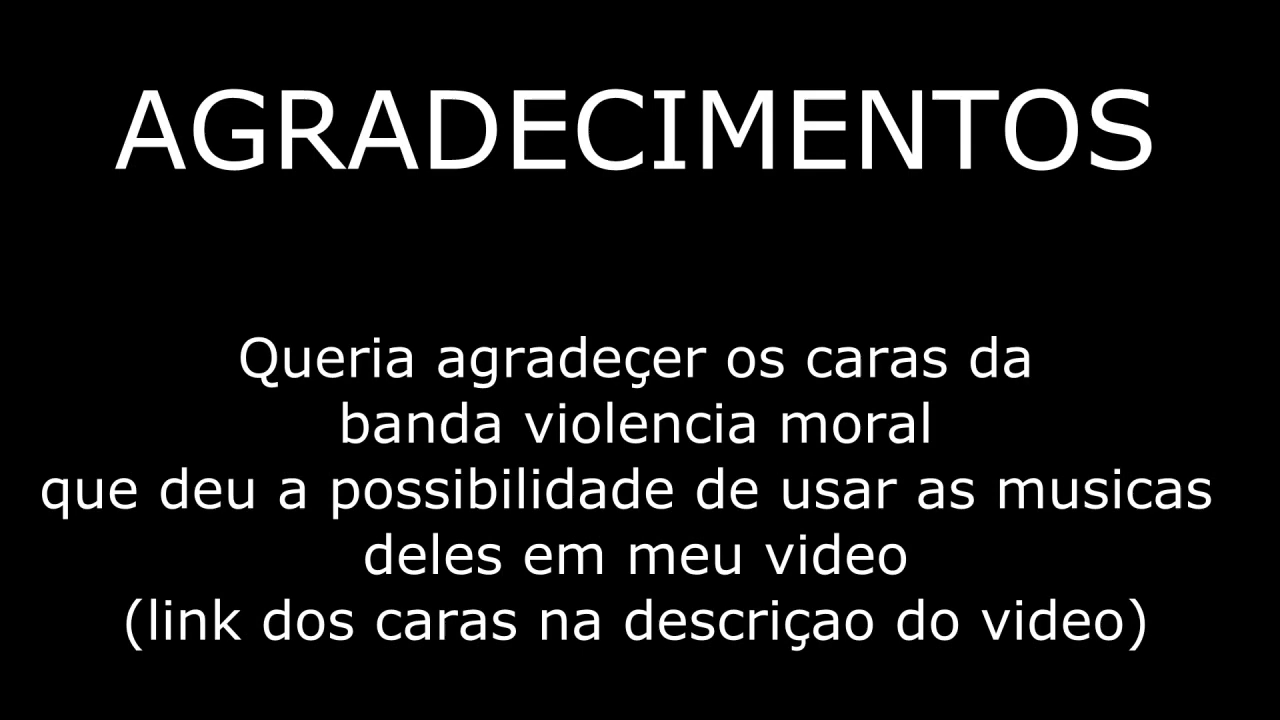 AGRADECIMENTOS
Queria agradeçer os caras da
banda violencia moral
que deu a possibilidade de usar as musicas
deles em meu video
(link dos caras na descriçao do video)